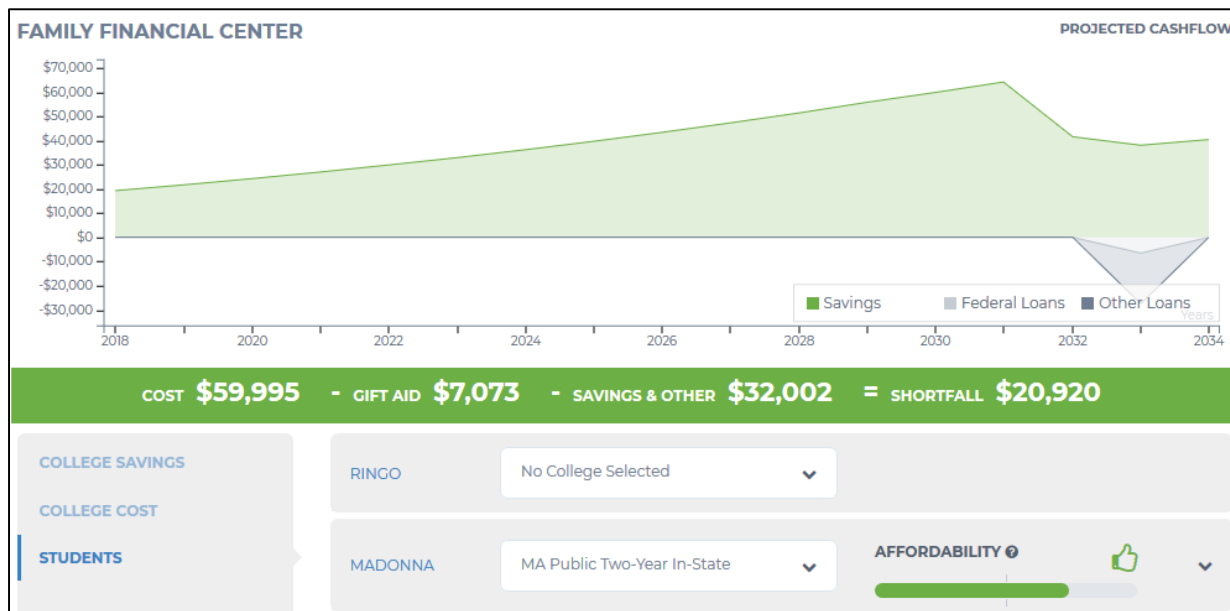 FAMILY FINANCIAL CENTER
PROJECTED CASHFLOW
$70,000
$60,000
$50,000
$40,000
$30,000
$20,000
$10,000
$0
-$10,000
-$20,000
-$30,000
Savings Federal Loans Other Loans
Years
2018 2020 2022 2024 2026 2028 2030 2032 2034
COST $59,995 - GIFT AID $7,073 - SAVINGS & OTHER $32,002 = SHORTFALL $20,920
COLLEGE SAVINGS
COLLEGE COST
STUDENTS
RINGO No College Selected
MADONNA MA Public Two-Year In-State AFFORDABILITY ?